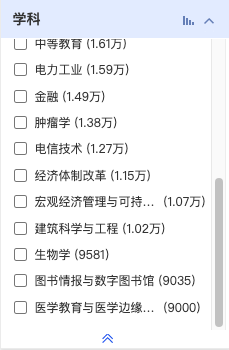 学科
中等教育 (1.61万)
电力工业 (1.59万)
金融 (1.49万)
肿瘤学 (1.38万)
电信技术 (1.27万)
经济体制改革 (1.15万)
宏观经济管理与可持... (1.07万)
建筑科学与工程 (1.02万)
生物学 (9581)
图书情报与数字图书馆 (9035)
医学教育与医学边缘... (9000)